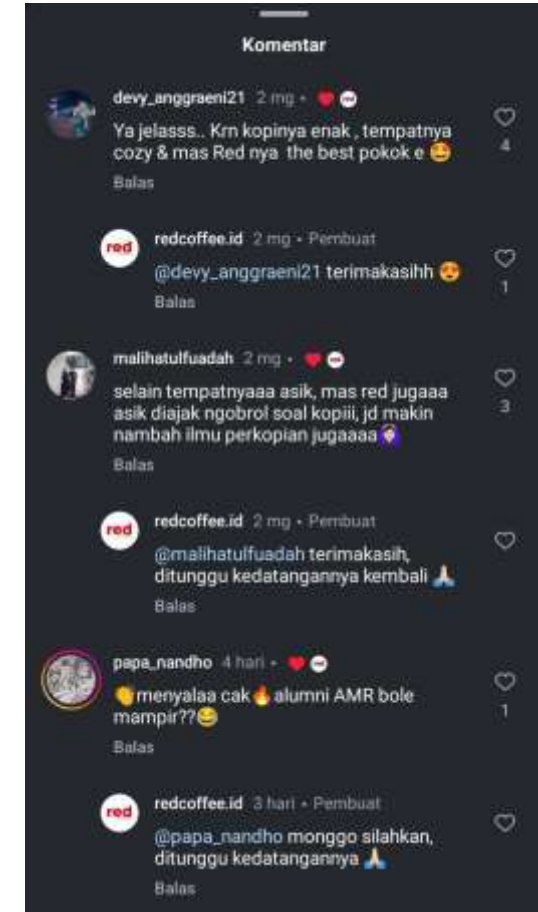 Komentar
devy_anggraeni21 2 mg • ❤️ red
Ya jelasss.. Krn kopinya enak , tempatnya
cozy & mas Red nya the best pokok e 🤩
4
Balas
red
redcoffee.id 2 mg • Pembuat
@devy_anggraeni21 terimakasihh 😍
1
Balas
malihatulfuadah 2 mg • ❤️ red
selain tempatnyaaa asik, mas red jugaaa
asik diajak ngobrol soal kopiii, jd makin
nambah ilmu perkopian jugaaaa🙆🏻‍♀️
3
Balas
red
redcoffee.id 2 mg • Pembuat
@malihatulfuadah terimakasih,
ditunggu kedatangannya kembali 🙏🏻
Balas
papa_nandho 4 hari • ❤️ red
👏menyalaa cak🔥alumni AMR bole
mampir??😂
1
Balas
red
redcoffee.id 3 hari • Pembuat
@papa_nandho monggo silahkan,
ditunggu kedatangannya 🙏🏻
Balas